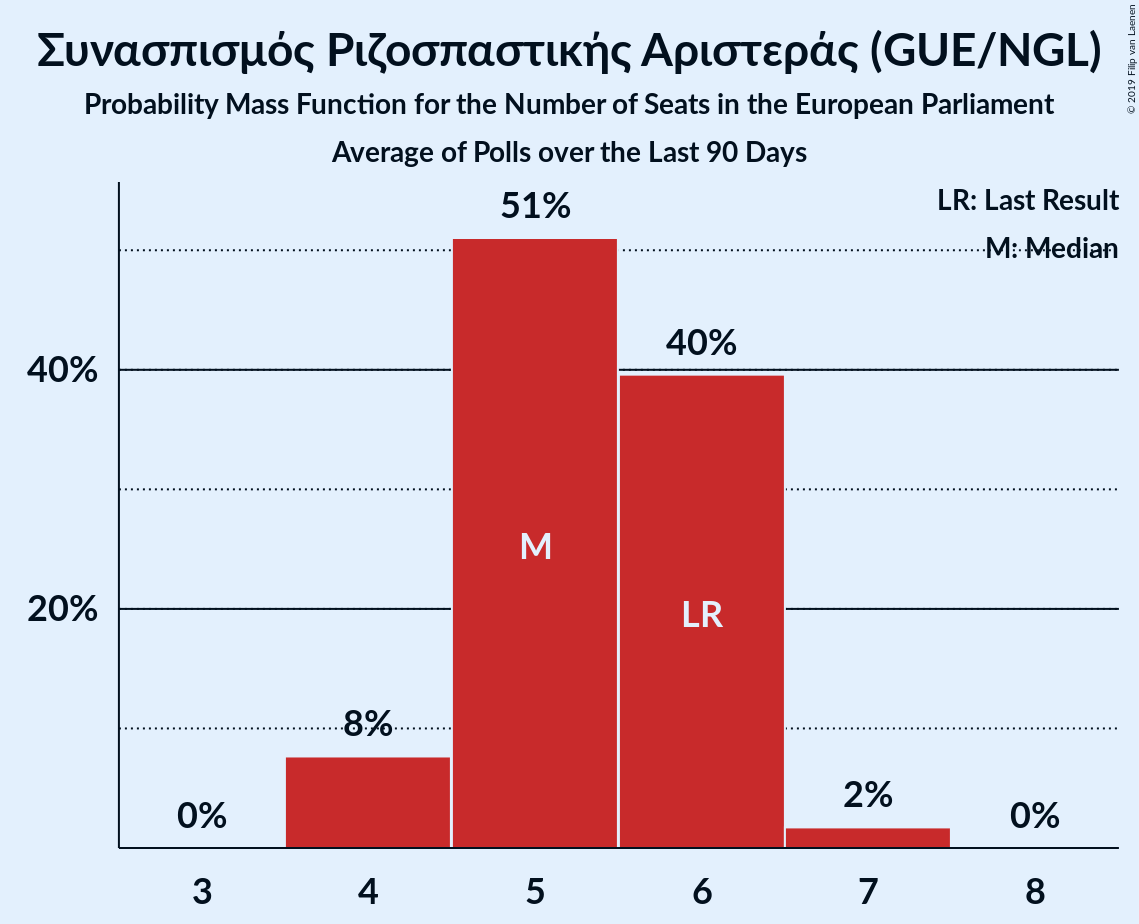 Συνασπισμός Ριζοσπαστικής Αριστεράς (GUE/NGL)
Probability Mass Function for the Number of Seats in the European Parliament
Average of Polls over the Last 90 Days
© 2019 Filip van Laenen
LR: Last Result
M: Median
51%
40%
40%
M
LR
20%
8%
2%
0%
0%
3 4 5 6 7 8